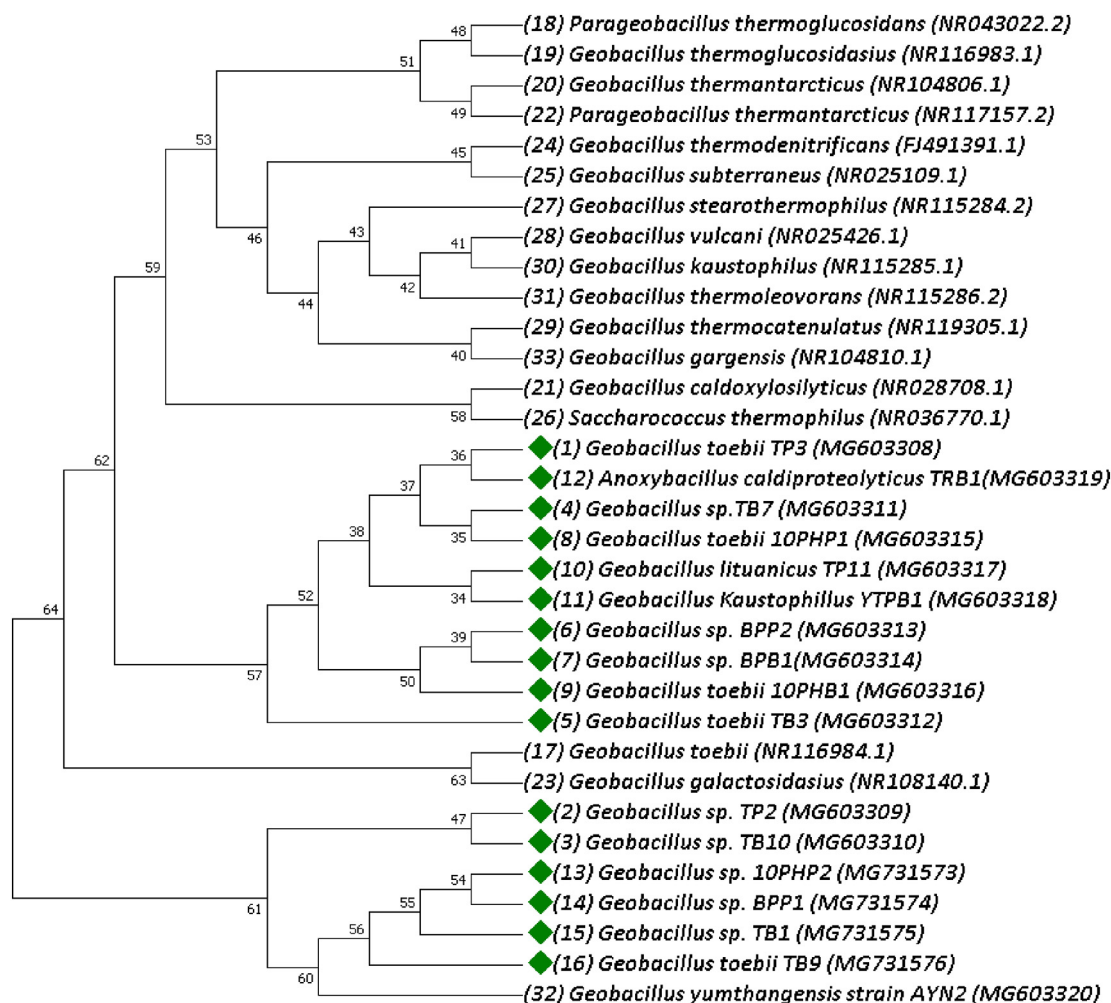 (18) Parageobacillus thermoglucosidans (NR043022.2)
48
(19) Geobacillus thermoglucosidasius (NR116983.1)
51
(20) Geobacillus thermantarcticus (NR104806.1)
49
(22) Parageobacillus thermantarcticus (NR117157.2)
53
(24) Geobacillus thermodenitrificans (FJ491391.1)
45
(25) Geobacillus subterraneus (NR025109.1)
(27) Geobacillus stearothermophilus (NR115284.2)
46
43
(28) Geobacillus vulcani (NR025426.1)
41
(30) Geobacillus kaustophilus (NR115285.1)
59
42
(31) Geobacillus thermoleovorans (NR115286.2)
44
(29) Geobacillus thermocatenulatus (NR119305.1)
40
(33) Geobacillus gargensis (NR104810.1)
(21) Geobacillus caldoxylosilyticus (NR028708.1)
58
(26) Saccharococcus thermophilus (NR036770.1)
(1) Geobacillus toebii TP3 (MG603308)
36
62
(12) Anoxybacillus caldiproteolyticus TRB1(MG603319)
37
(4) Geobacillus sp.TB7 (MG603311)
38
35
(8) Geobacillus toebii 10PHP1 (MG603315)
(10) Geobacillus lituanicus TP11 (MG603317)
34
(11) Geobacillus Kaustophillus YTPB1 (MG603318)
52
64
(6) Geobacillus sp. BPP2 (MG603313)
39
(7) Geobacillus sp. BPB1(MG603314)
57
50
(9) Geobacillus toebii 10PHB1 (MG603316)
(5) Geobacillus toebii TB3 (MG603312)
(17) Geobacillus toebii (NR116984.1)
63
(23) Geobacillus galactosidasius (NR108140.1)
(2) Geobacillus sp. TP2 (MG603309)
47
(3) Geobacillus sp. TB10 (MG603310)
(13) Geobacillus sp. 10PHP2 (MG731573)
54
61
55
(14) Geobacillus sp. BPP1 (MG731574)
56
(15) Geobacillus sp. TB1 (MG731575)
(16) Geobacillus toebii TB9 (MG731576)
60
(32) Geobacillus yumthangensis strain AYN2 (MG603320)